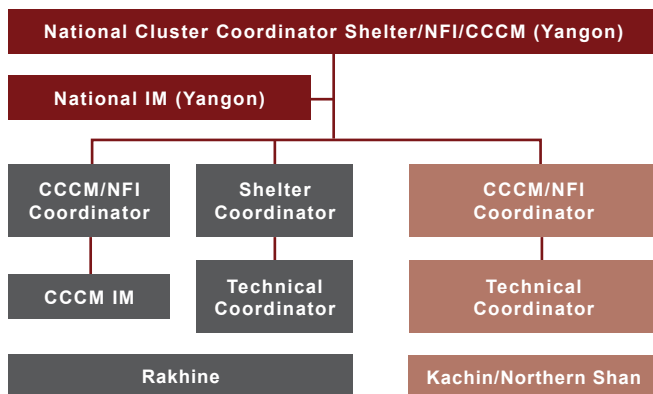 National Cluster Coordinator Shelter/NFI/CCCM (Yangon)
National IM (Yangon)
CCCM/NFI
Coordinator
Shelter
Coordinator
CCCM/NFI
Coordinator
CCCM IM
Technical
Coordinator
Technical
Coordinator
Rakhine
Kachin/Northern Shan